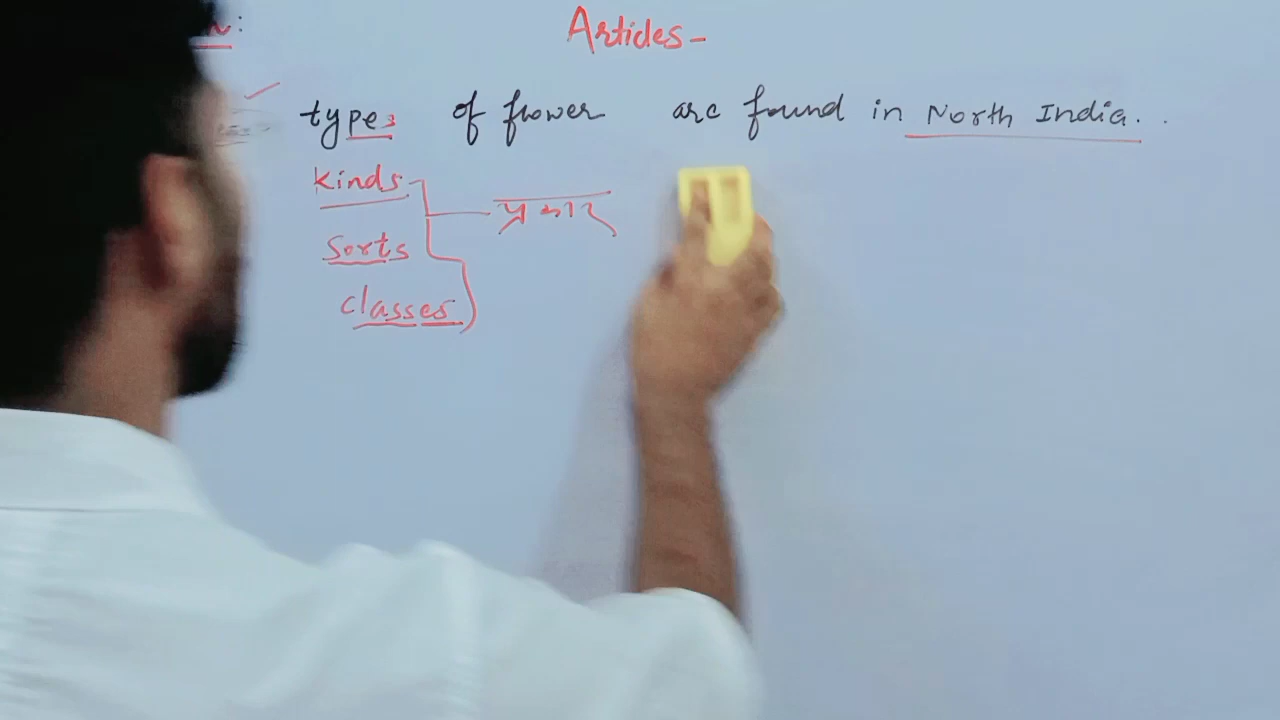 Articles-
types of flower are found in North India..
Kinds
प्रकार
Sorts
Classes